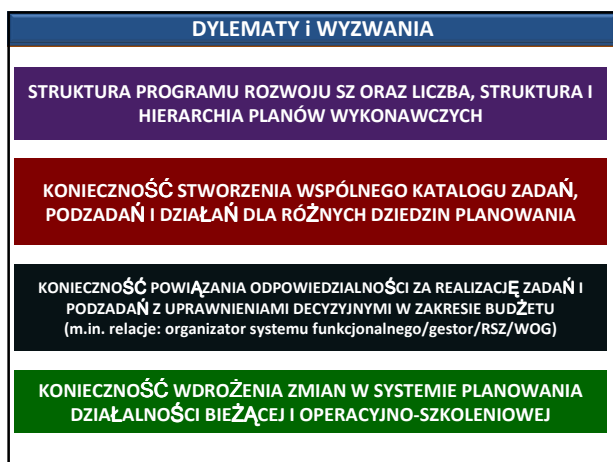 DYLEMATY i WYZWANIA
STRUKTURA PROGRAMU ROZWOJU SZ ORAZ LICZBA, STRUKTURA I
HIERARCHIA PLANÓW WYKONAWCZYCH
KONIECZNOŚĆ STWORZENIA WSPÓLNEGO KATALOGU ZADAŃ,
PODZADAŃ I DZIAŁAŃ DLA RÓŻNYCH DZIEDZIN PLANOWANIA
KONIECZNOŚĆ POWIĄZANIA ODPOWIEDZIALNOŚCI ZA REALIZACJĘ ZADAŃ I
PODZADAŃ Z UPRAWNIENIAMI DECYZYJNYMI W ZAKRESIE BUDŻETU
(m.in. relacje: organizator systemu funkcjonalnego/gestor/RSZ/WOG)
KONIECZNOŚĆ WDROŻENIA ZMIAN W SYSTEMIE PLANOWANIA
DZIAŁALNOŚCI BIEŻĄCEJ I OPERACYJNO-SZKOLENIOWEJ